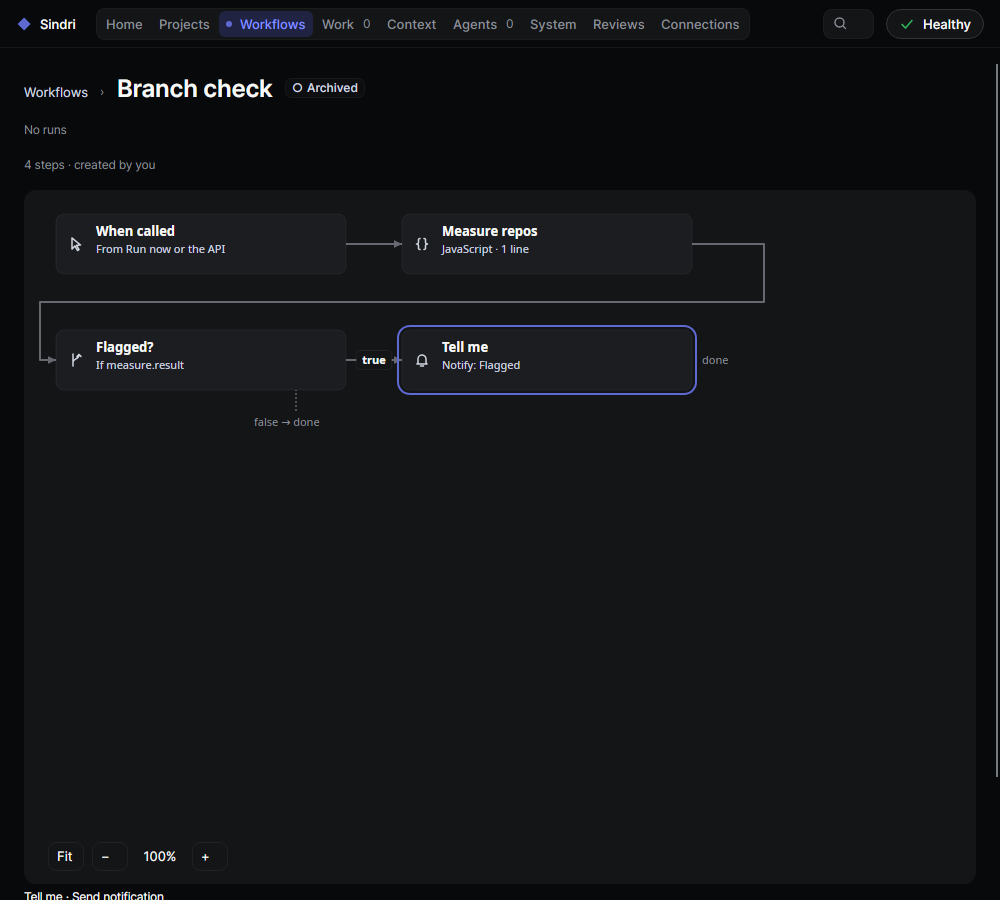 Sindri Home Projects Workflows Work 0 Context Agents 0 System Reviews Connections Healthy
Workflows › Branch check Archived
No runs
4 steps · created by you
When called
From Run now or the API
Measure repos
JavaScript · 1 line
Flagged?
If measure.result
true
Tell me
Notify: Flagged
done
false → done
Fit − 100% +
Tell me · Send notification